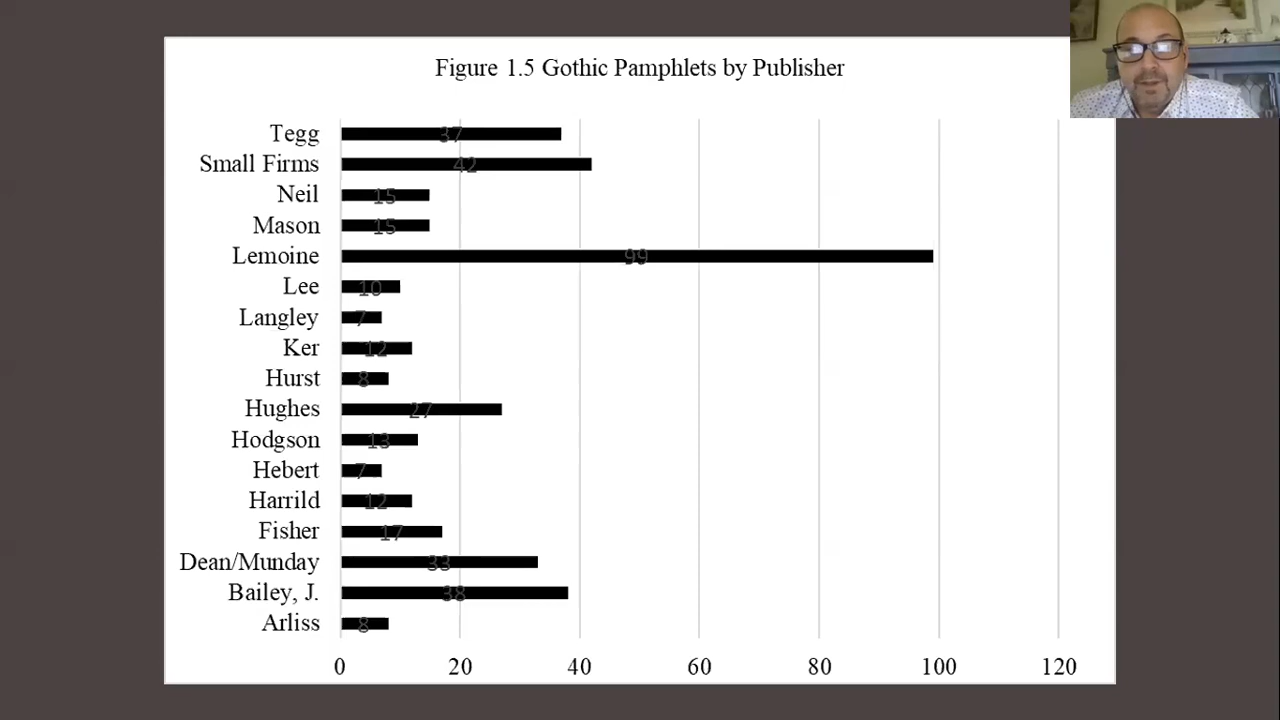 Figure 1.5 Gothic Pamphlets by Publisher
Tegg 37
Small Firms 42
Neil 15
Mason 15
Lemoine 99
Lee 10
Langley 7
Ker 12
Hurst 8
Hughes 27
Hodgson 13
Hebert 7
Harrild 12
Fisher 17
Dean/Munday 33
Bailey, J. 38
Arliss 8
0 20 40 60 80 100 120